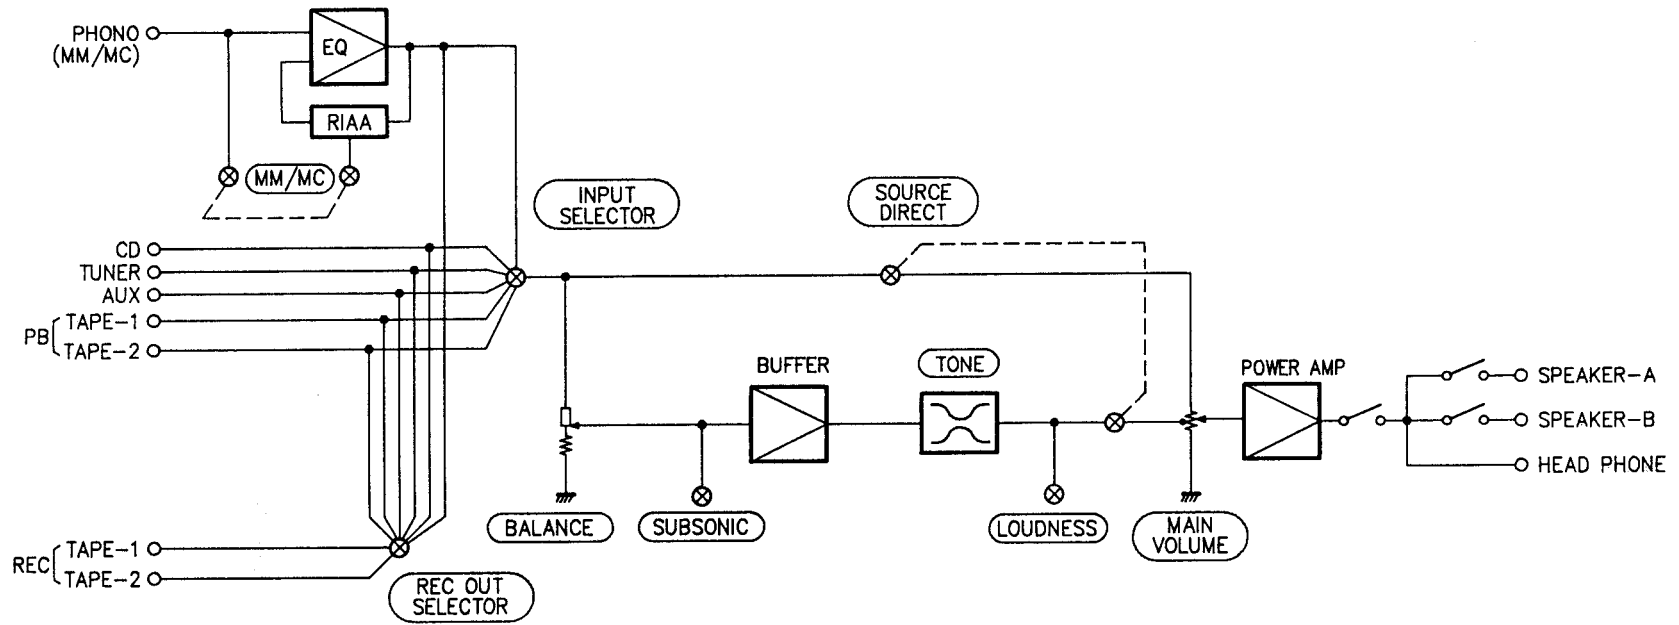 PHONO
(MM/MC)
EQ
RIAA
MM/MC
INPUT
SELECTOR
SOURCE
DIRECT
CD
TUNER
AUX
PB
TAPE-1
TAPE-2
BUFFER
TONE
POWER AMP
SPEAKER-A
SPEAKER-B
HEAD PHONE
BALANCE
SUBSONIC
LOUDNESS
MAIN
VOLUME
REC
TAPE-1
TAPE-2
REC OUT
SELECTOR